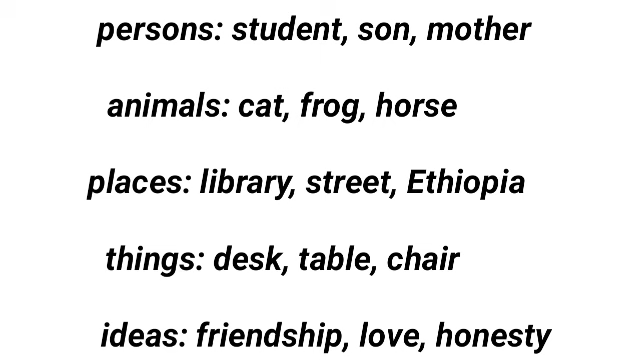 persons: student, son, mother
animals: cat, frog, horse
places: library, street, Ethiopia
things: desk, table, chair
ideas: friendship, love, honesty